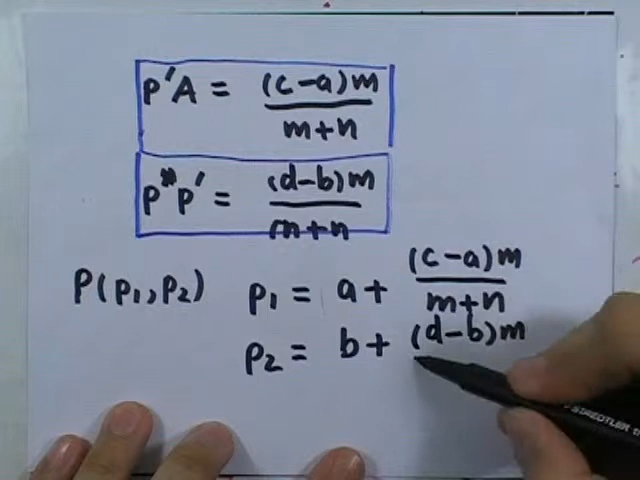 p'A = (c-a)m / m+n
p*p' = (d-b)m / m+n
P(p₁,p₂) p₁ = a + (c-a)m / m+n
p₂ = b + (d-b)m
STAEDTLER